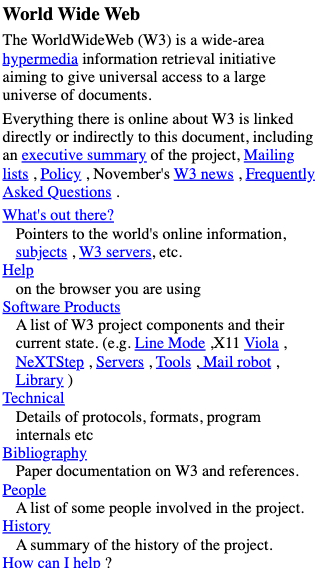 World Wide Web
The WorldWideWeb (W3) is a wide-area
hypermedia information retrieval initiative
aiming to give universal access to a large
universe of documents.
Everything there is online about W3 is linked
directly or indirectly to this document, including
an executive summary of the project, Mailing
lists , Policy , November's W3 news , Frequently
Asked Questions .
What's out there?
Pointers to the world's online information,
subjects , W3 servers, etc.
Help
on the browser you are using
Software Products
A list of W3 project components and their
current state. (e.g. Line Mode ,X11 Viola ,
NeXTStep , Servers , Tools , Mail robot ,
Library )
Technical
Details of protocols, formats, program
internals etc
Bibliography
Paper documentation on W3 and references.
People
A list of some people involved in the project.
History
A summary of the history of the project.
How can I help ?